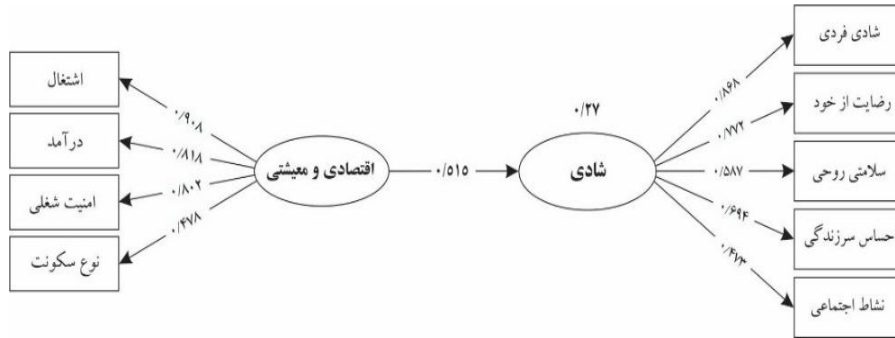 شادی فردی
رضایت از خود
سلامتی روحی
حساس سرزندگی
نشاط اجتماعی
۰/۸۶۸
۰/۷۷۲
۰/۵۸۷
۰/۶۹۴
۰/۴۷۳
۰/۲۷
شادی
۰/۵۱۵
اقتصادی و معیشتی
۰/۹۰۸
۰/۸۱۸
۰/۸۰۲
۰/۴۷۸
اشتغال
درآمد
امنیت شغلی
نوع سکونت